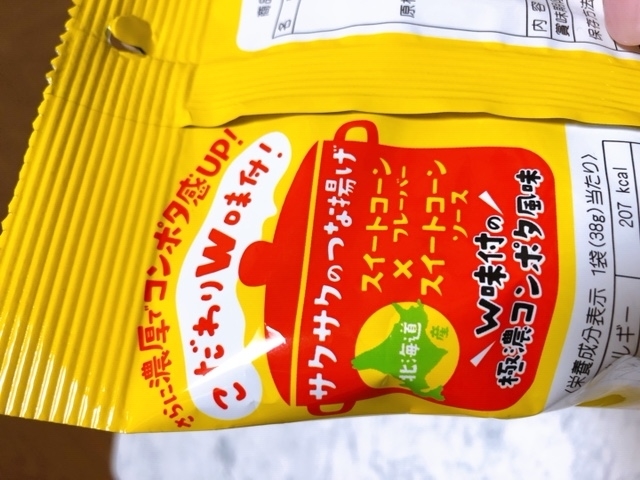 さらに濃厚でコンポタ感UP!
こだわりW味付!
サクサクのつな揚げ
スイートコーン
フレーバー
×
スイートコーン
ソース
北海道
産
W味付の
極濃コンポタ風味
栄養成分表示 1袋(38g)当たり)
207 kcal